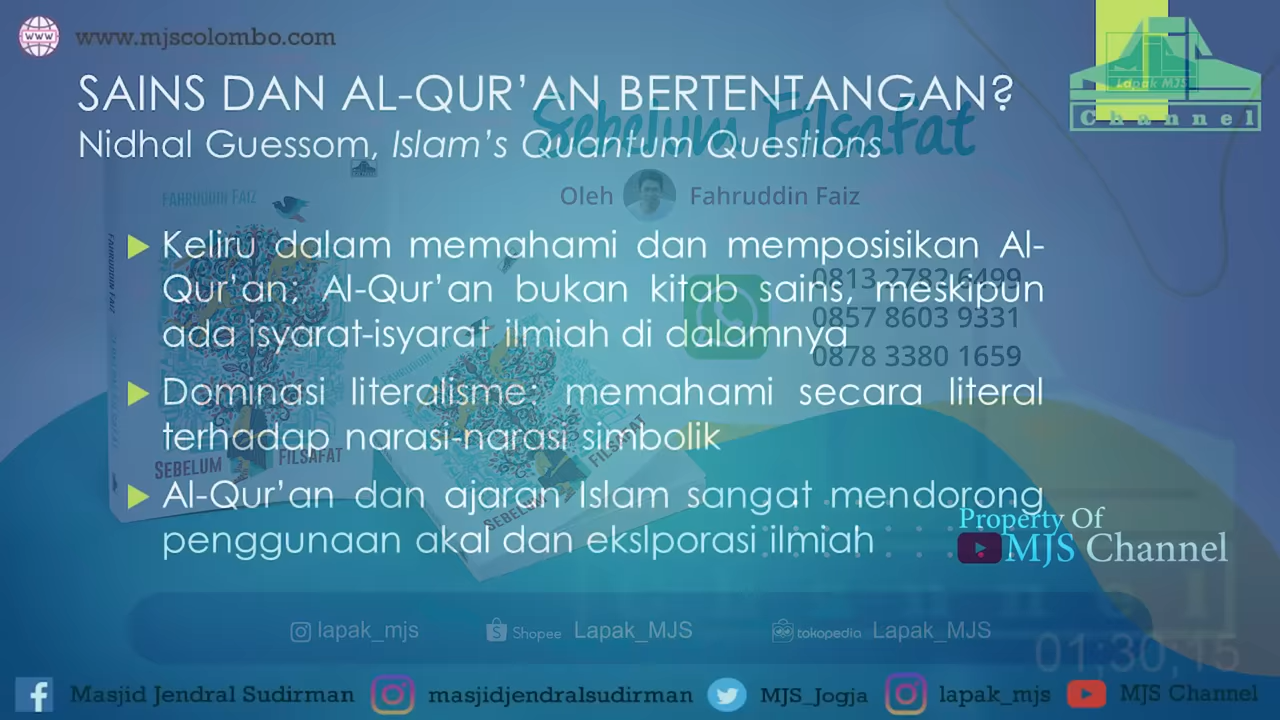 www.mjscolombo.com
Lapak MJS
Channel
SAINS DAN AL-QUR’AN BERTENTANGAN?
Sebelum Filsafat
Nidhal Guessom, Islam’s Quantum Questions
Oleh Fahruddin Faiz
FAHRUDDIN FAIZ
Keliru dalam memahami dan memposisikan Al-
Qur’an; Al-Qur’an bukan kitab sains, meskipun
ada isyarat-isyarat ilmiah di dalamnya
0813 2782 6499
0857 8603 9331
0878 3380 1659
Dominasi literalisme: memahami secara literal
terhadap narasi-narasi simbolik
SEBELUM FILSAFAT
SEBELUM FILSAFAT
Al-Qur’an dan ajaran Islam sangat mendorong
penggunaan akal dan ekslporasi ilmiah
Property Of
MJS Channel
lapak_mjs
Shopee Lapak_MJS
tokopedia Lapak_MJS
01;30,15
Masjid Jendral Sudirman
masjidjendralsudirman
MJS_Jogja
lapak_mjs
MJS Channel